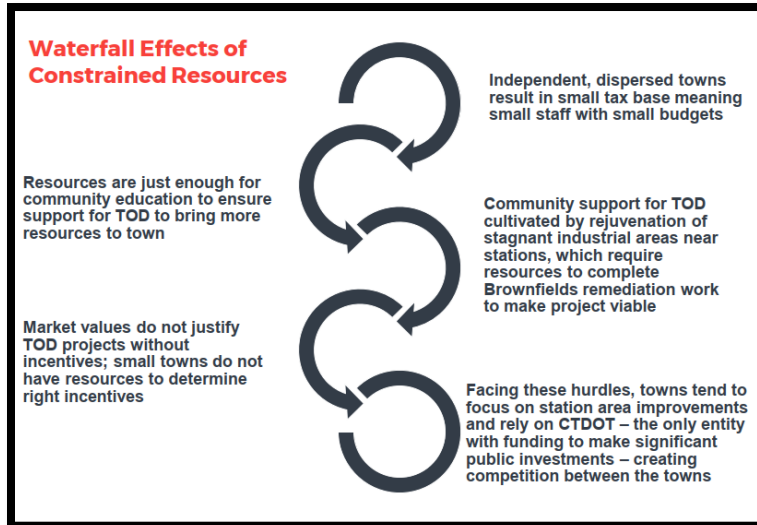 Waterfall Effects of
Constrained Resources
Independent, dispersed towns
result in small tax base meaning
small staff with small budgets
Resources are just enough for
community education to ensure
support for TOD to bring more
resources to town
Community support for TOD
cultivated by rejuvenation of
stagnant industrial areas near
stations, which require
resources to complete
Brownfields remediation work
to make project viable
Market values do not justify
TOD projects without
incentives; small towns do not
have resources to determine
right incentives
Facing these hurdles, towns tend to
focus on station area improvements
and rely on CTDOT – the only entity
with funding to make significant
public investments – creating
competition between the towns